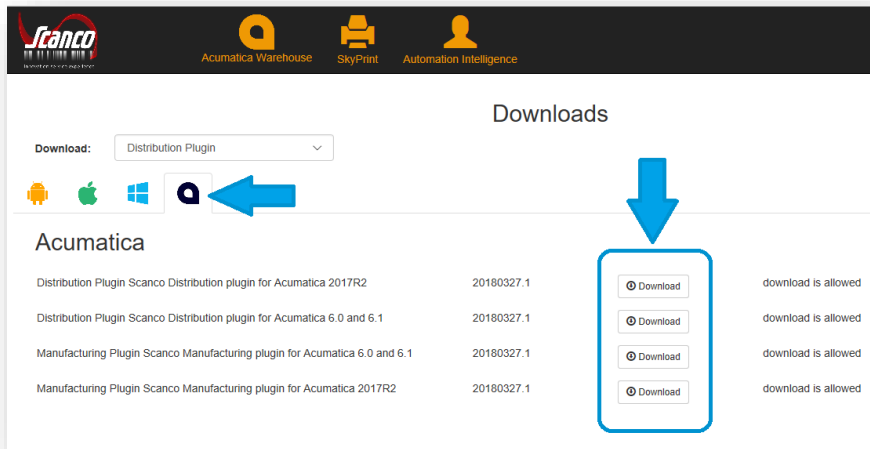 Scanco
Acumatica Warehouse
SkyPrint
Automation Intelligence
Downloads
Download:
Distribution Plugin
Acumatica
Distribution Plugin Scanco Distribution plugin for Acumatica 2017R2 20180327.1 Download download is allowed
Distribution Plugin Scanco Distribution plugin for Acumatica 6.0 and 6.1 20180327.1 Download download is allowed
Manufacturing Plugin Scanco Manufacturing plugin for Acumatica 6.0 and 6.1 20180327.1 Download download is allowed
Manufacturing Plugin Scanco Manufacturing plugin for Acumatica 2017R2 20180327.1 Download download is allowed